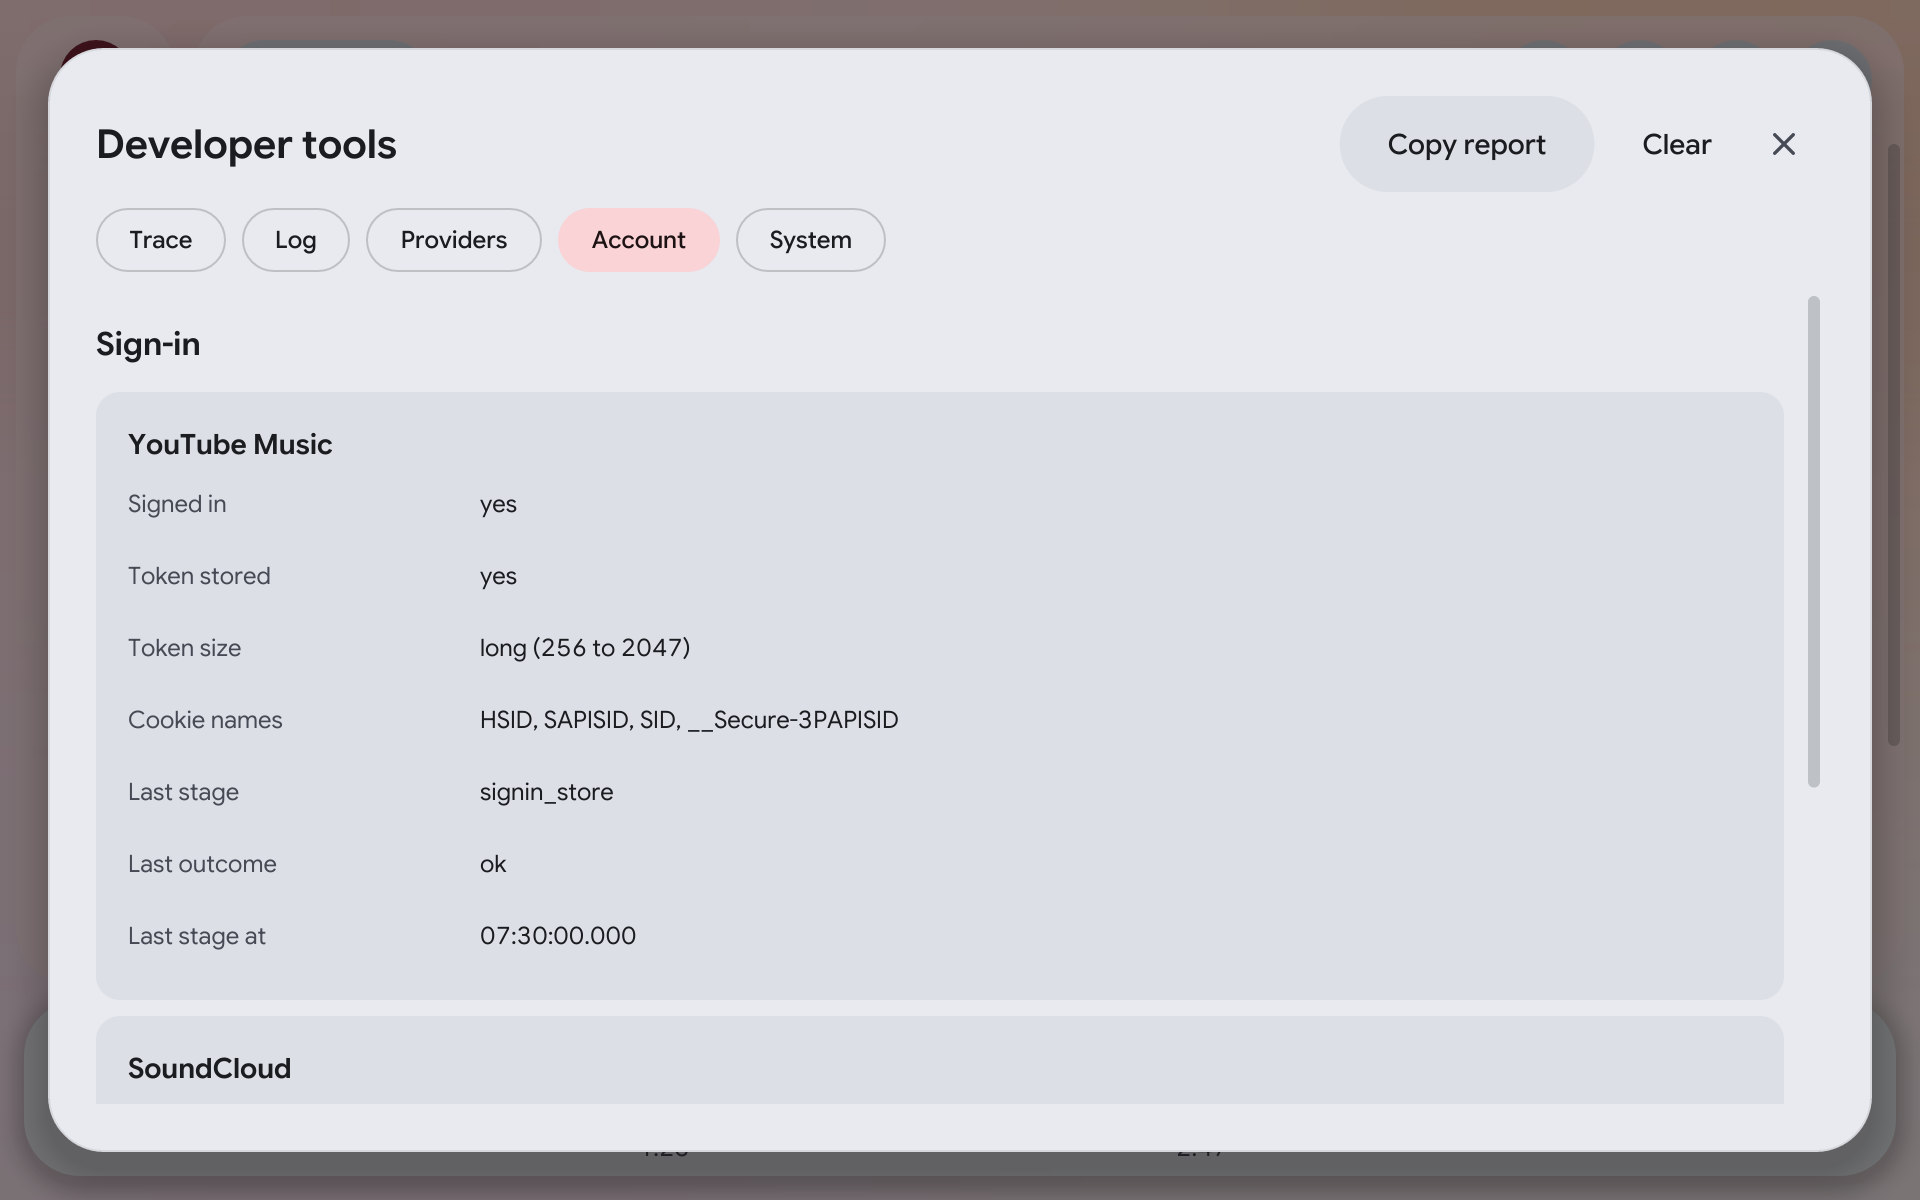 Developer tools
Copy report
Clear
Trace
Log
Providers
Account
System
Sign-in
YouTube Music
Signed in yes
Token stored yes
Token size long (256 to 2047)
Cookie names HSID, SAPISID, SID, __Secure-3PAPISID
Last stage signin_store
Last outcome ok
Last stage at 07:30:00.000
SoundCloud